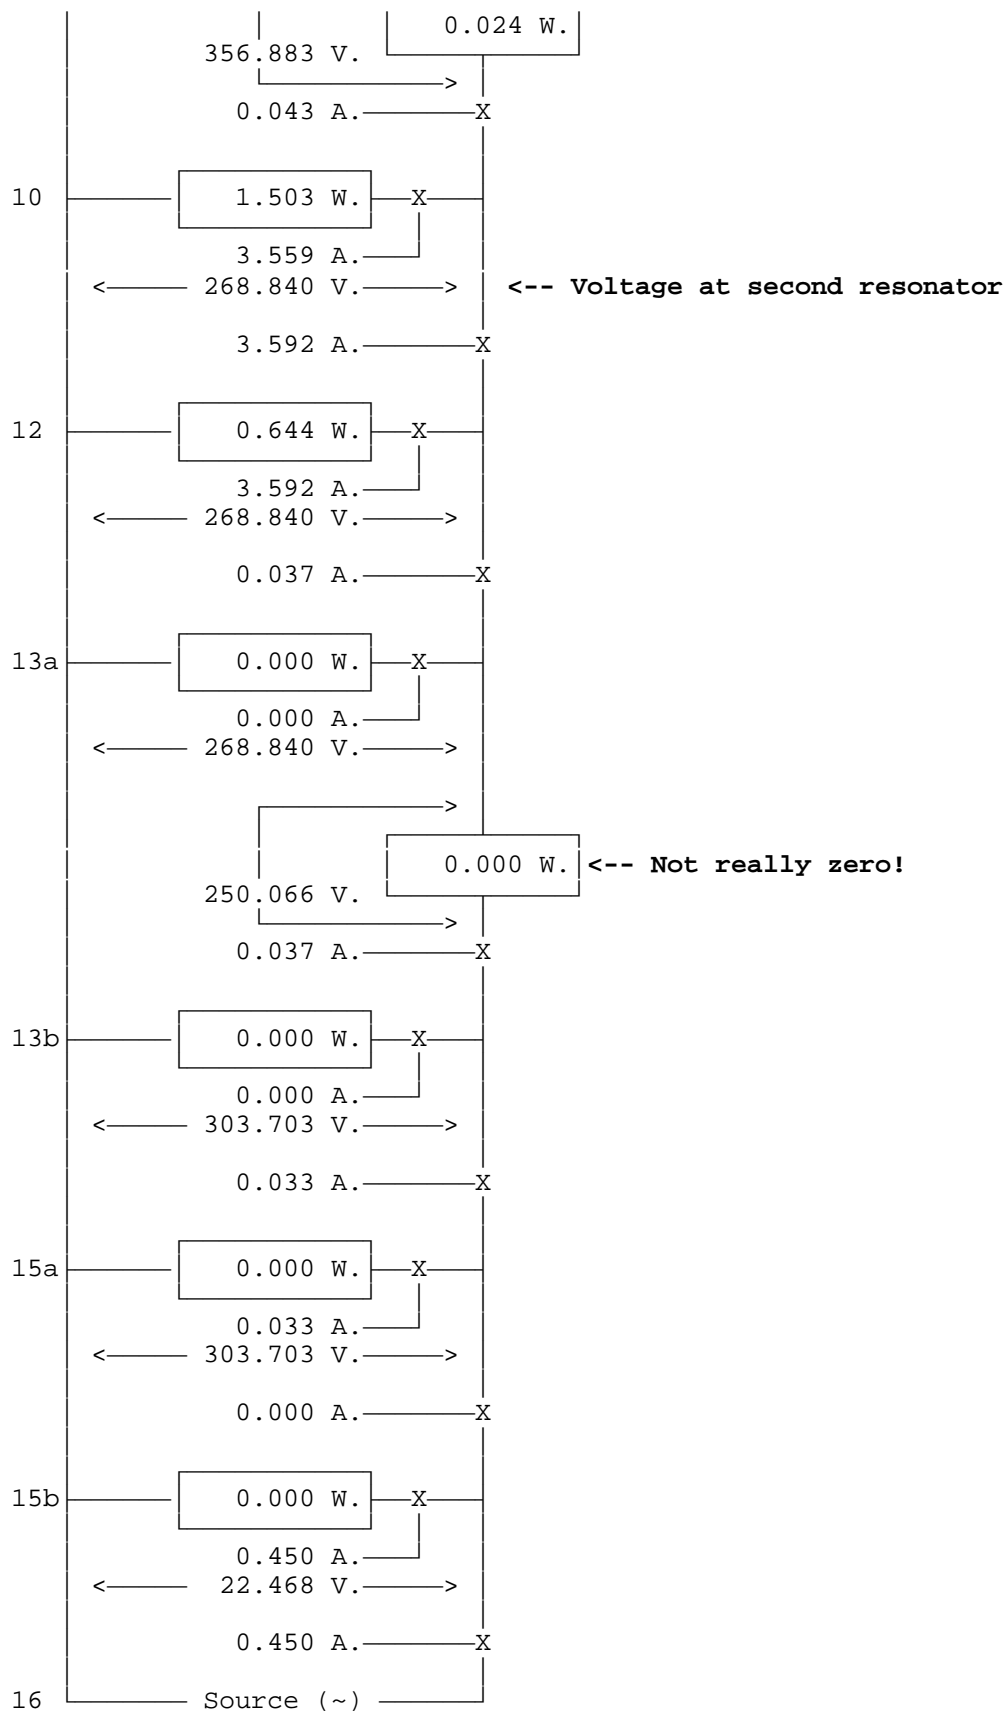 0.024 W.
356.883 V.
>
0.043 A. X
10 1.503 W. X
3.559 A.
< 268.840 V. > <-- Voltage at second resonator
3.592 A. X
12 0.644 W. X
3.592 A.
< 268.840 V. >
0.037 A. X
13a 0.000 W. X
0.000 A.
< 268.840 V. >
>
0.000 W. <-- Not really zero!
250.066 V.
>
0.037 A. X
13b 0.000 W. X
0.000 A.
< 303.703 V. >
0.033 A. X
15a 0.000 W. X
0.033 A.
< 303.703 V. >
0.000 A. X
15b 0.000 W. X
0.450 A.
< 22.468 V. >
0.450 A. X
16 Source (~)